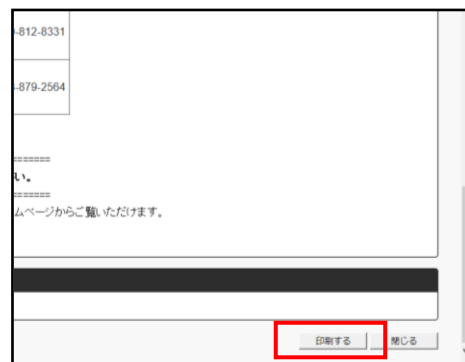 -812-8331
-879-2564
========
い。
========
ムページからご覧いただけます。
印刷する 閉じる